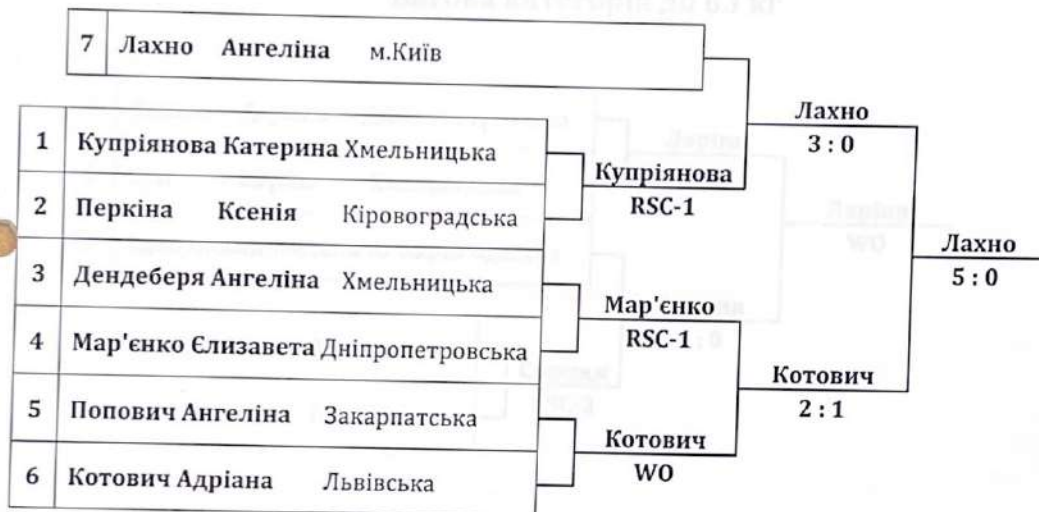 7 Лахно Ангеліна м.Київ
1 Купріянова Катерина Хмельницька
2 Перкіна Ксенія Кіровоградська
3 Дендеберя Ангеліна Хмельницька
4 Мар'єнко Єлизавета Дніпропетровська
5 Попович Ангеліна Закарпатська
6 Котович Адріана Львівська
Купріянова
RSC-1
Мар'єнко
RSC-1
Котович
WO
Лахно
3 : 0
Котович
2 : 1
Лахно
5 : 0